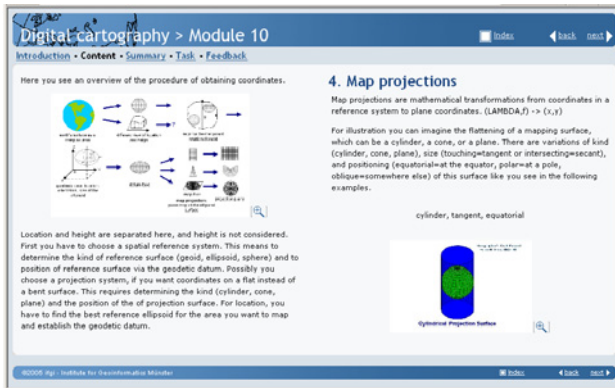 Digital cartography > Module 10
Index
back
next
Introduction • Content • Summary • Task • Feedback
Here you see an overview of the procedure of obtaining coordinates.
Location and height are separated here, and height is not considered.
First you have to choose a spatial reference system. This means to
determine the kind of reference surface (geoid, ellipsoid, sphere) and to
position of reference surface via the geodetic datum. Possibly you
choose a projection system, if you want coordinates on a flat instead of
a bent surface. This requires determining the kind (cylinder, cone,
plane) and the position of the of projection surface. For location, you
have to find the best reference ellipsoid for the area you want to map
and establish the geodetic datum.
4. Map projections
Map projections are mathematical transformations from coordinates in a
reference system to plane coordinates. (LAMBDA,f) -> (x,y)
For illustration you can imagine the flattening of a mapping surface,
which can be a cylinder, a cone, or a plane. There are variations of kind
(cylinder, cone, plane), size (touching=tangent or intersecting=secant),
and positioning (equatorial=at the equator, polar=at a pole,
oblique=somewhere else) of this surface like you see in the following
examples.
cylinder, tangent, equatorial
Cylindrical Projection Surface
Institute for Geoinformatics Münster
Index
back
next